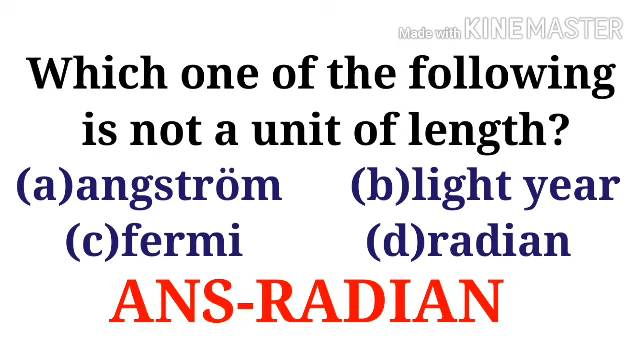 Made with KINEMASTER
Which one of the following
is not a unit of length?
(a)angström (b)light year
(c)fermi (d)radian
ANS-RADIAN